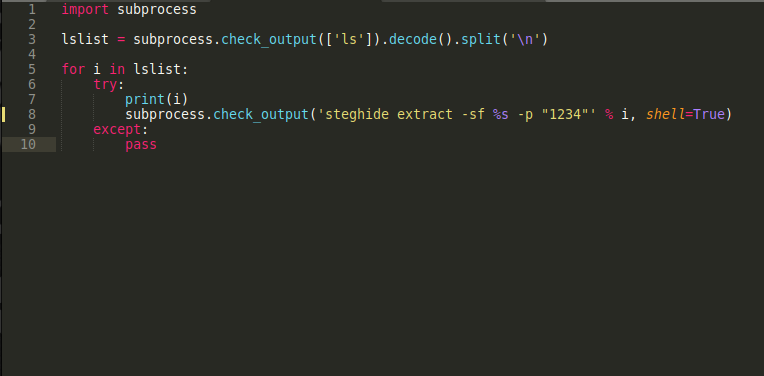 1 import subprocess
2
3 lslist = subprocess.check_output(['ls']).decode().split('\n')
4
5 for i in lslist:
6     try:
7         print(i)
8         subprocess.check_output('steghide extract -sf %s -p "1234"' % i, shell=True)
9     except:
10         pass